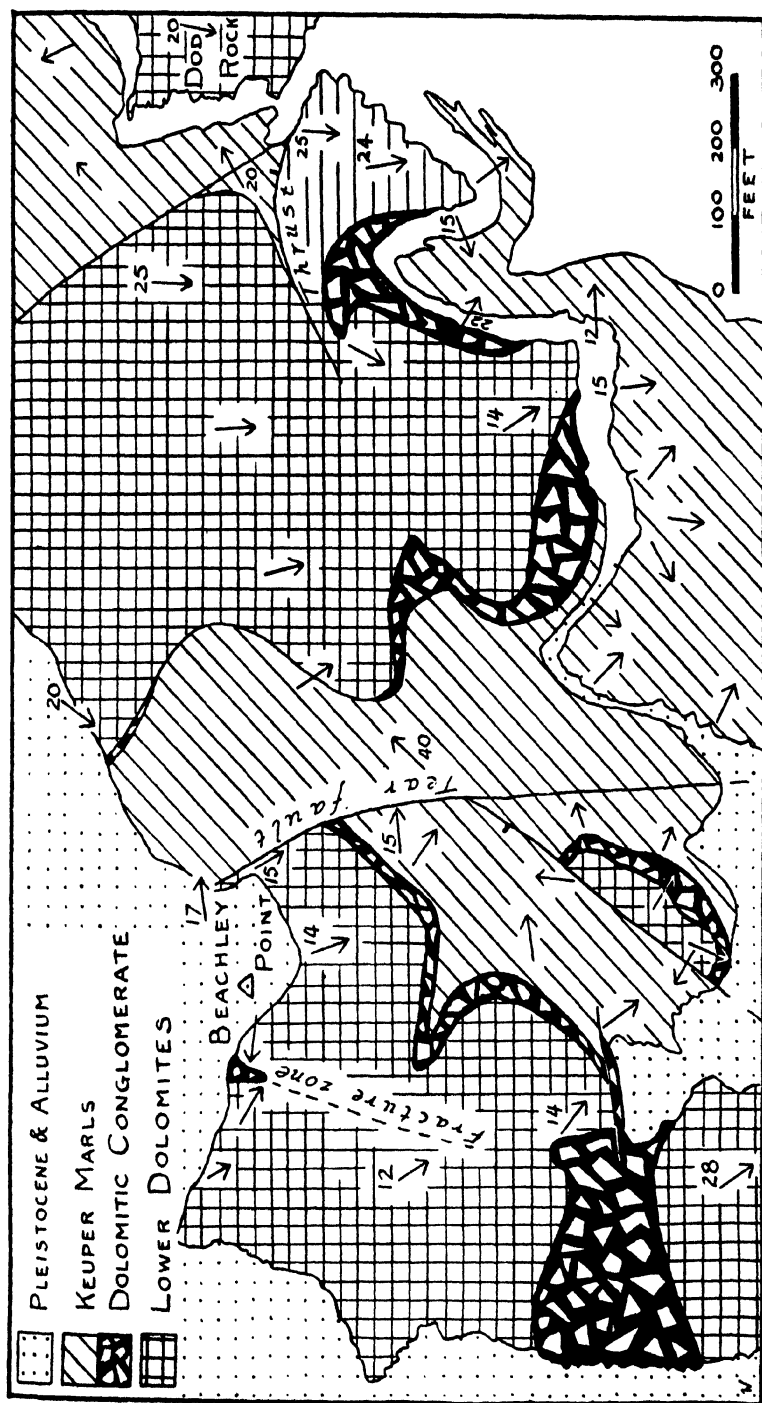 PLEISTOCENE & ALLUVIUM
KEUPER MARLS
DOLOMITIC CONGLOMERATE
LOWER DOLOMITES
BEACHLEY
POINT
Fracture zone
Tear
fault
Thrust
DOD
ROCK
20
25
20
25
24
15
22
12
15
14
20
40
15
15
17
14
12
14
28
0 100 200 300
FEET
N